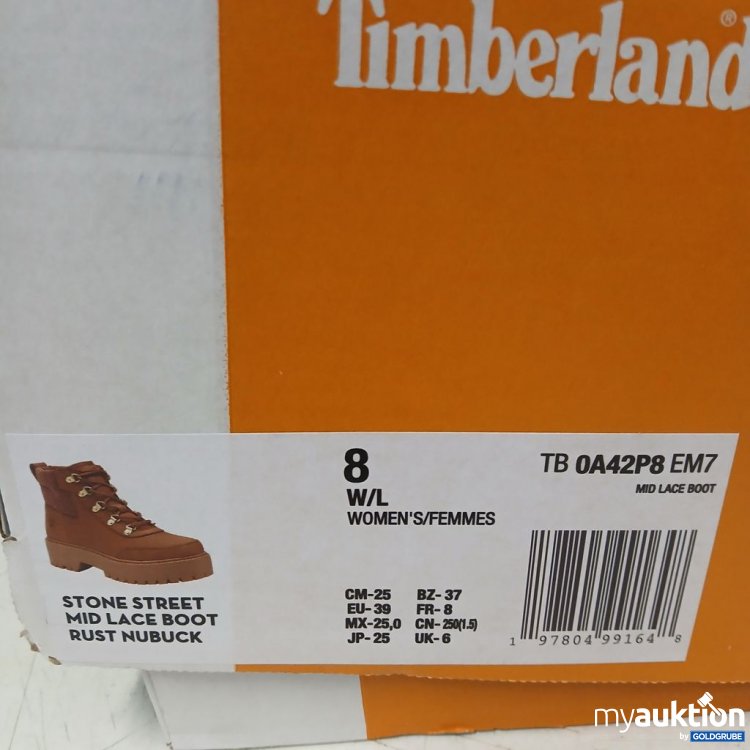 Timberland®
8
W/L
WOMEN'S/FEMMES
TB 0A42P8 EM7
MID LACE BOOT
STONE STREET
MID LACE BOOT
RUST NUBUCK
CM-25 BZ-37
EU-39 FR-8
MX-25,0 CN-250(1.5)
JP-25 UK-6
1 97804 99164 8
myauktion
by GOLDGRUBE